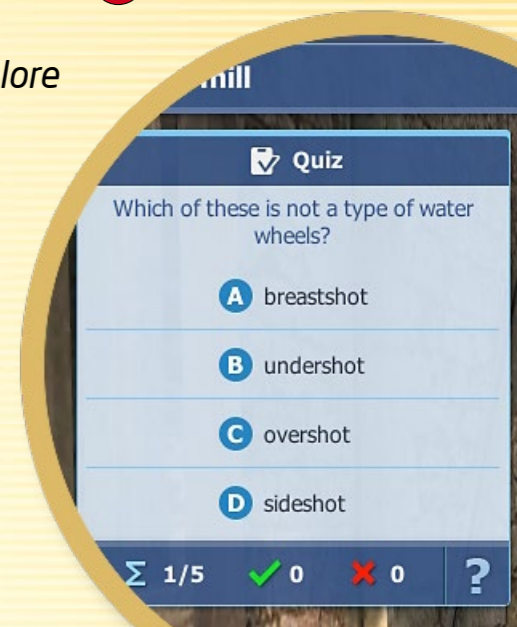 lore
mill
Quiz
Which of these is not a type of water
wheels?
A breastshot
B undershot
C overshot
D sideshot
Σ 1/5 ✓ 0 ✗ 0 ?